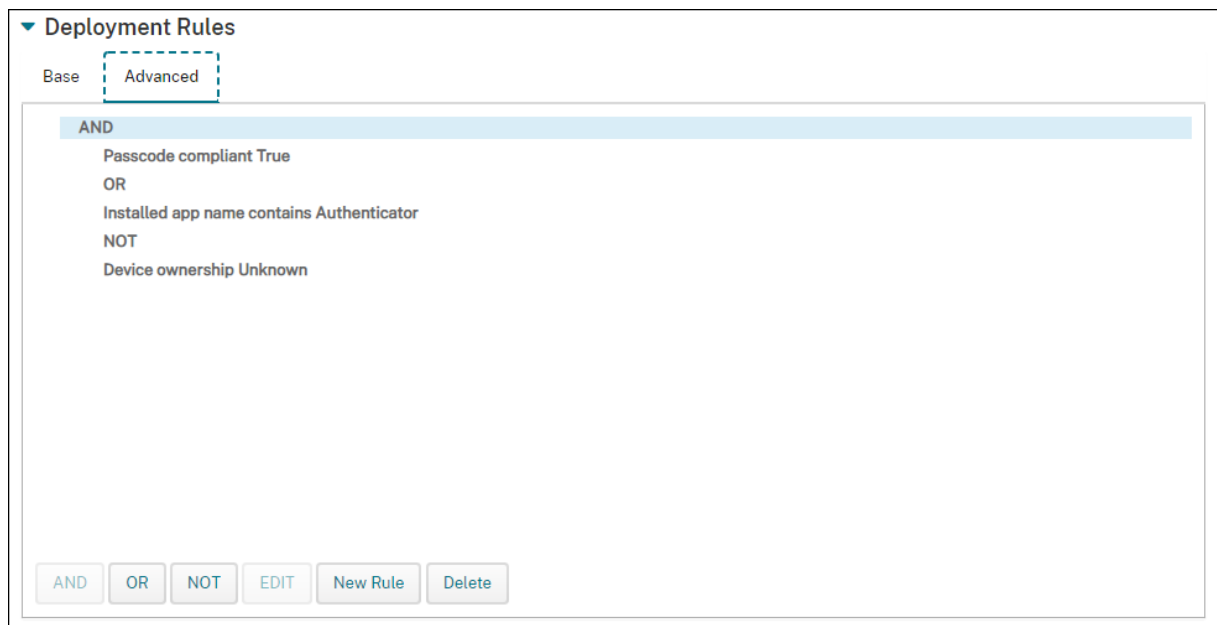 Deployment Rules
Base Advanced
AND
Passcode compliant True
OR
Installed app name contains Authenticator
NOT
Device ownership Unknown
AND OR NOT EDIT New Rule Delete